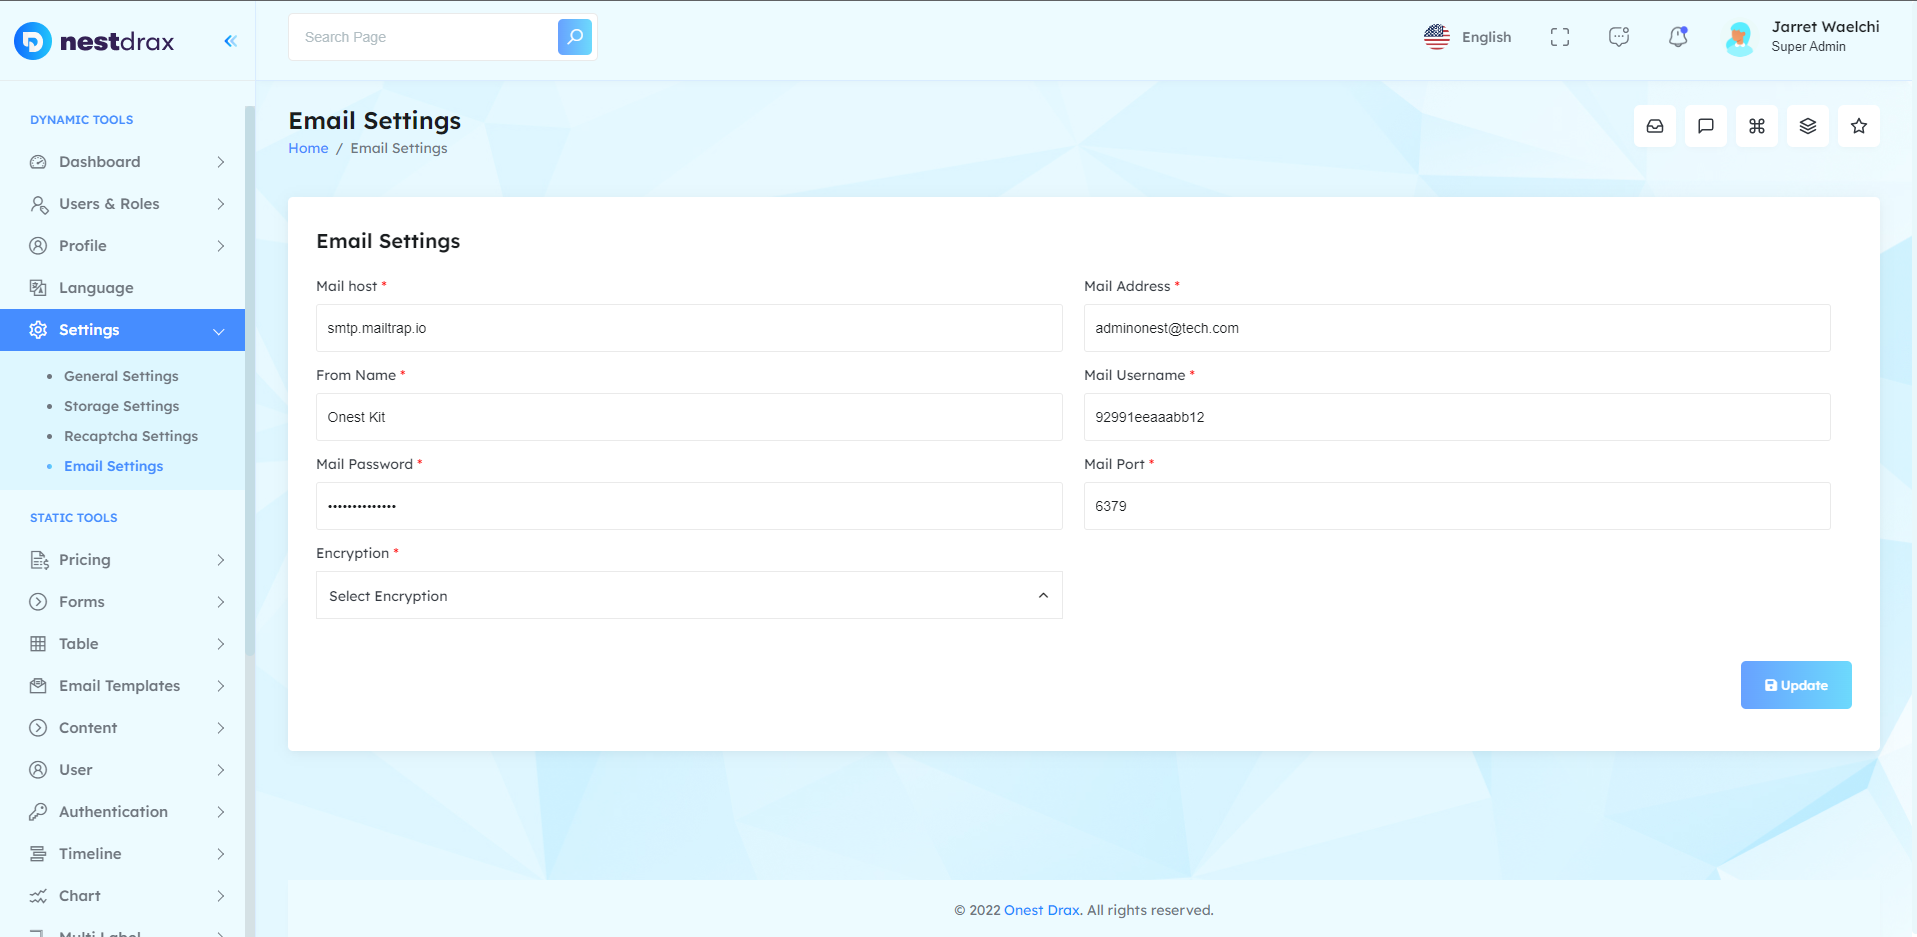 nestdrax
Search Page
English
Jarret Waelchi
Super Admin
DYNAMIC TOOLS
Dashboard
Users & Roles
Profile
Language
Settings
General Settings
Storage Settings
Recaptcha Settings
Email Settings
STATIC TOOLS
Pricing
Forms
Table
Email Templates
Content
User
Authentication
Timeline
Chart
Multi Label
Email Settings
Home / Email Settings
Email Settings
Mail host *
smtp.mailtrap.io
Mail Address *
adminonest@tech.com
From Name *
Onest Kit
Mail Username *
92991eeaaabb12
Mail Password *
••••••••••••••
Mail Port *
6379
Encryption *
Select Encryption
Update
© 2022 Onest Drax. All rights reserved.